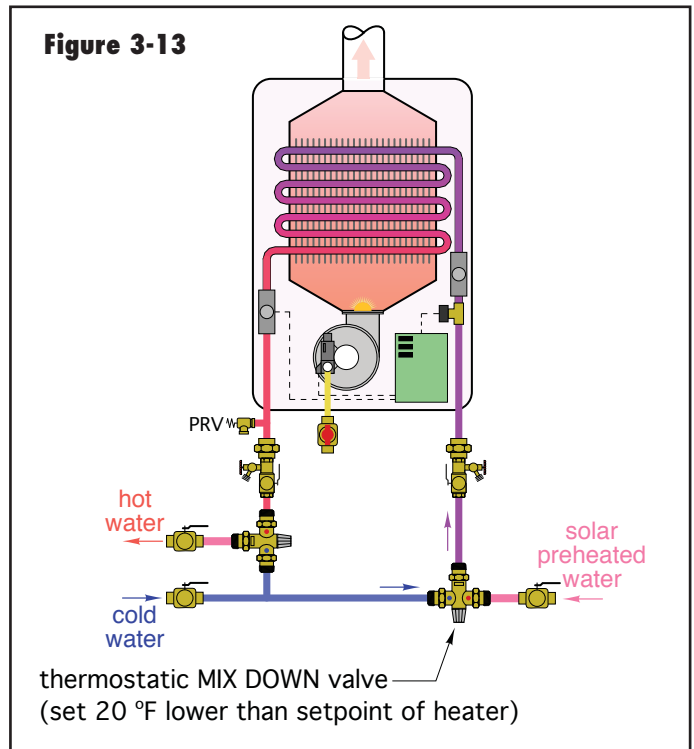 Figure 3-13
PRV
hot
water
solar
preheated
water
cold
water
thermostatic MIX DOWN valve
(set 20 ºF lower than setpoint of heater)